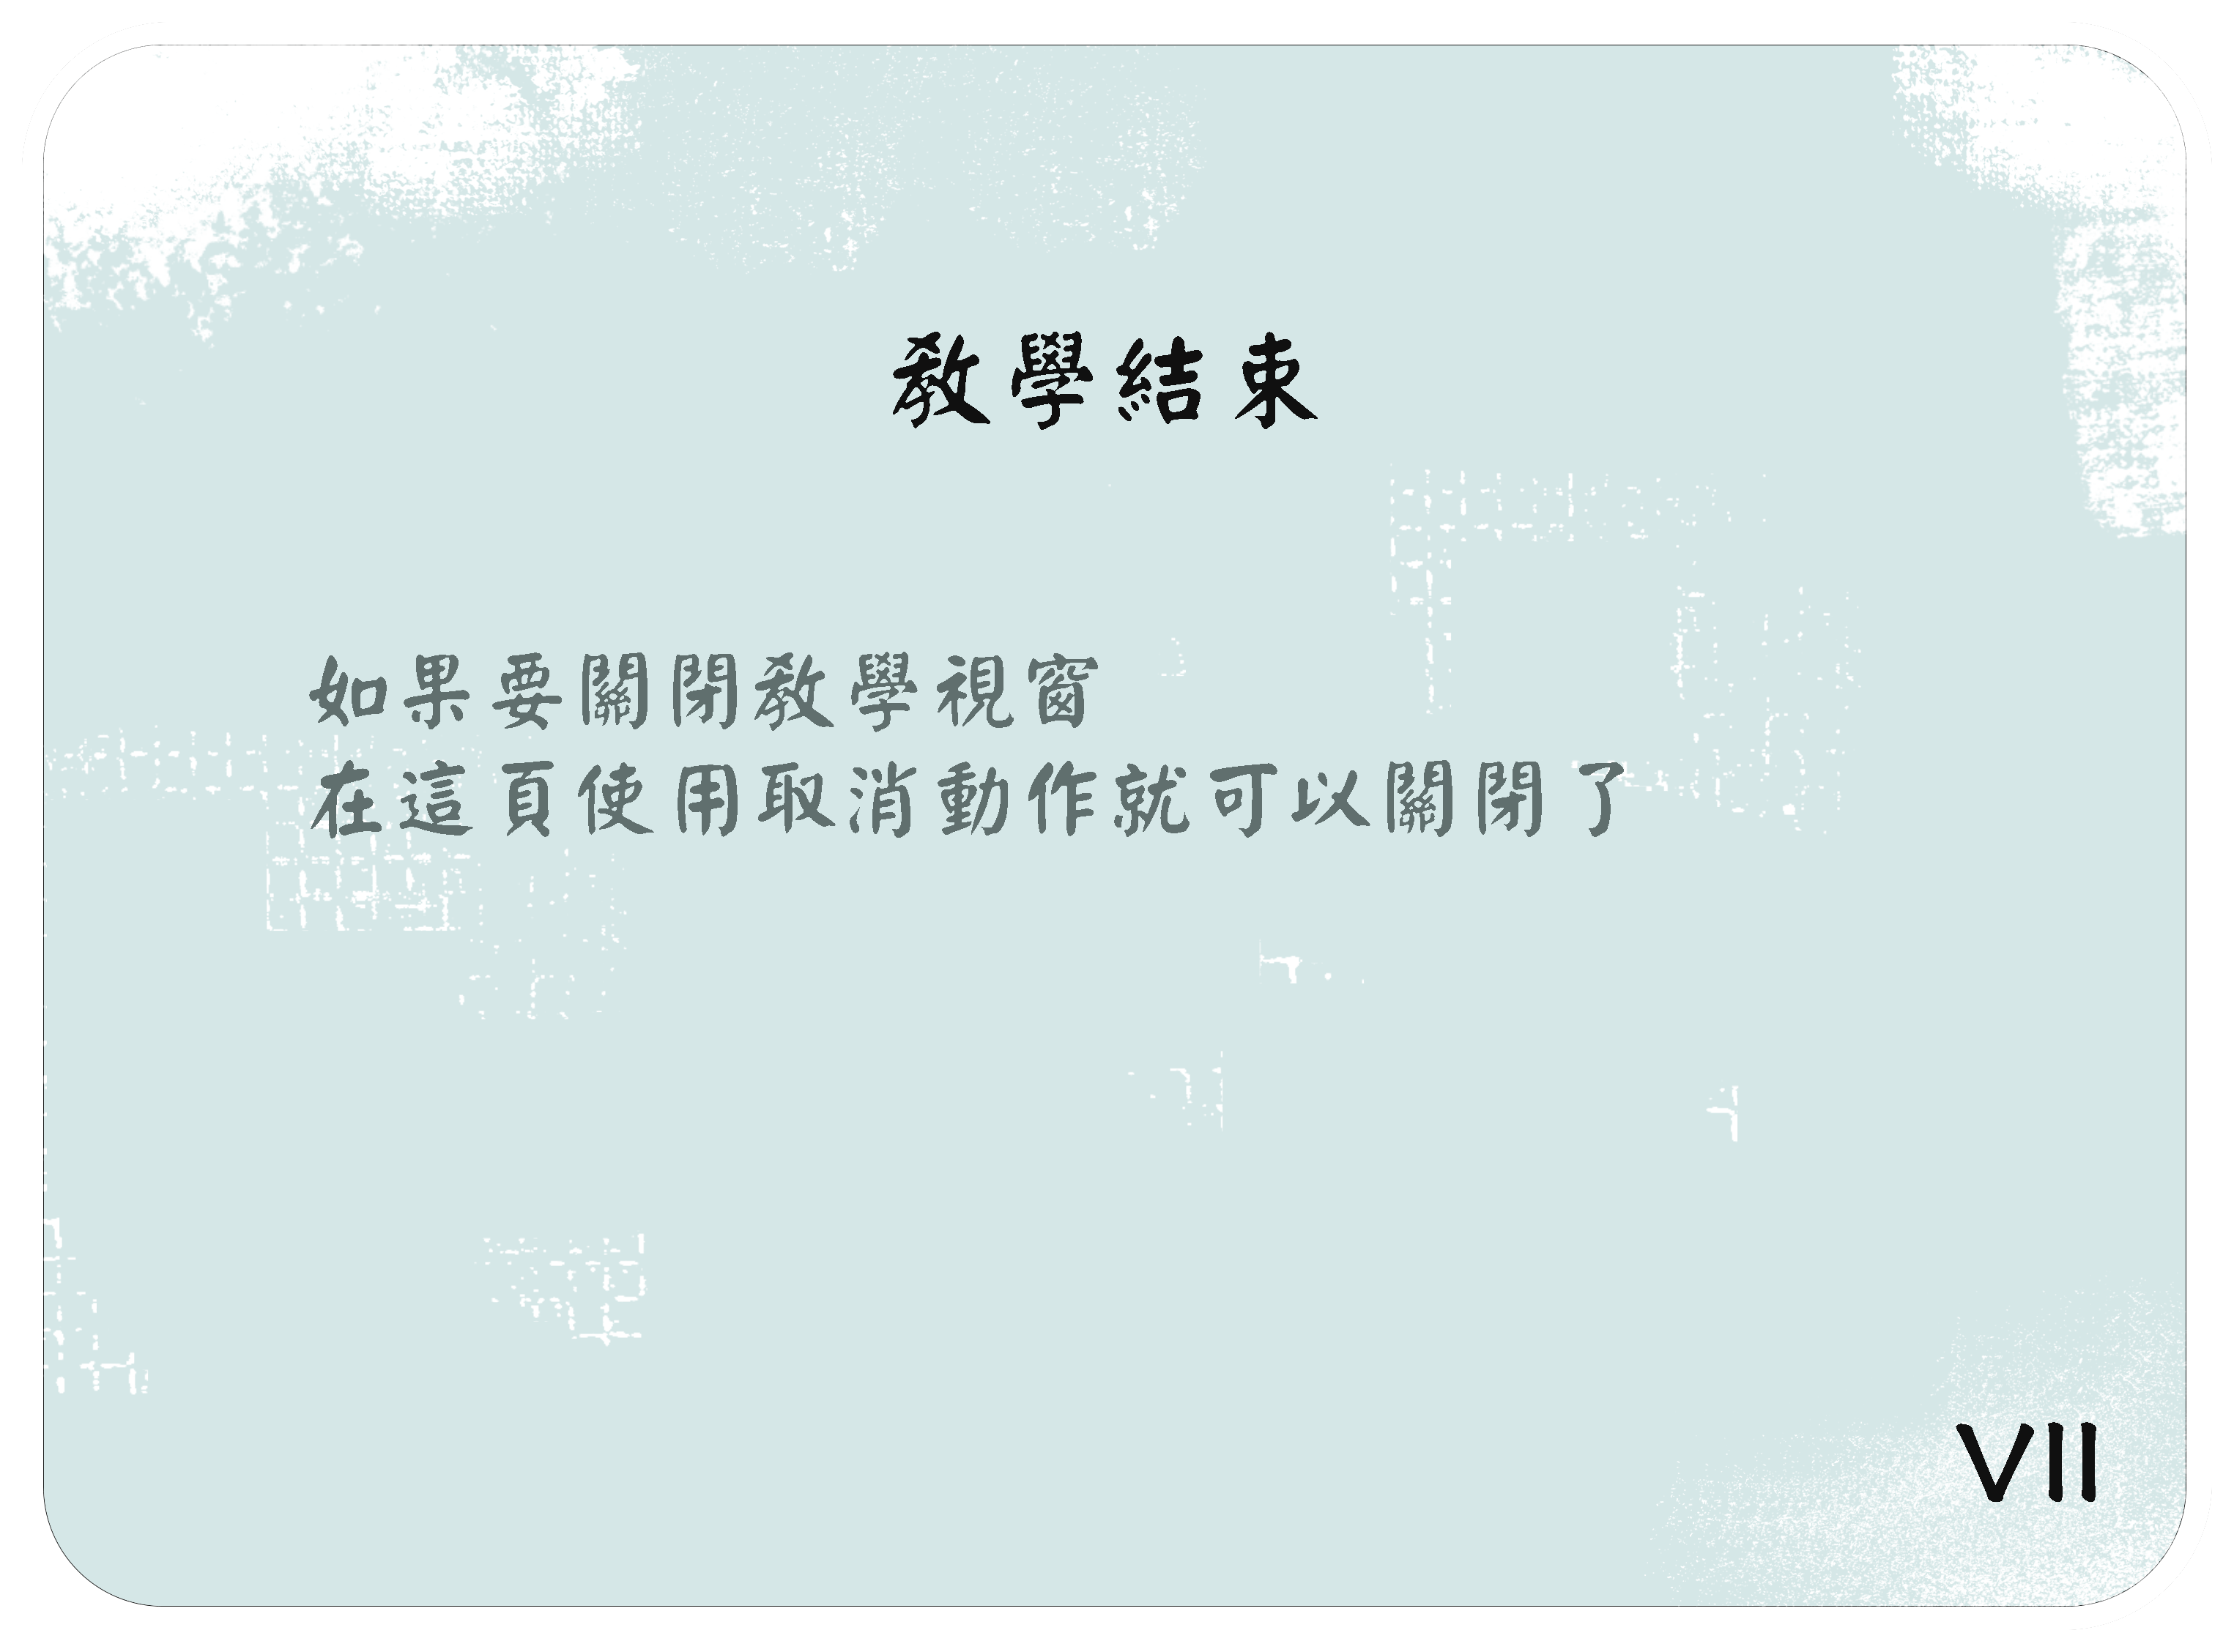 教學結束
如果要關閉教學視窗
在這頁使用取消動作就可以關閉了
VII